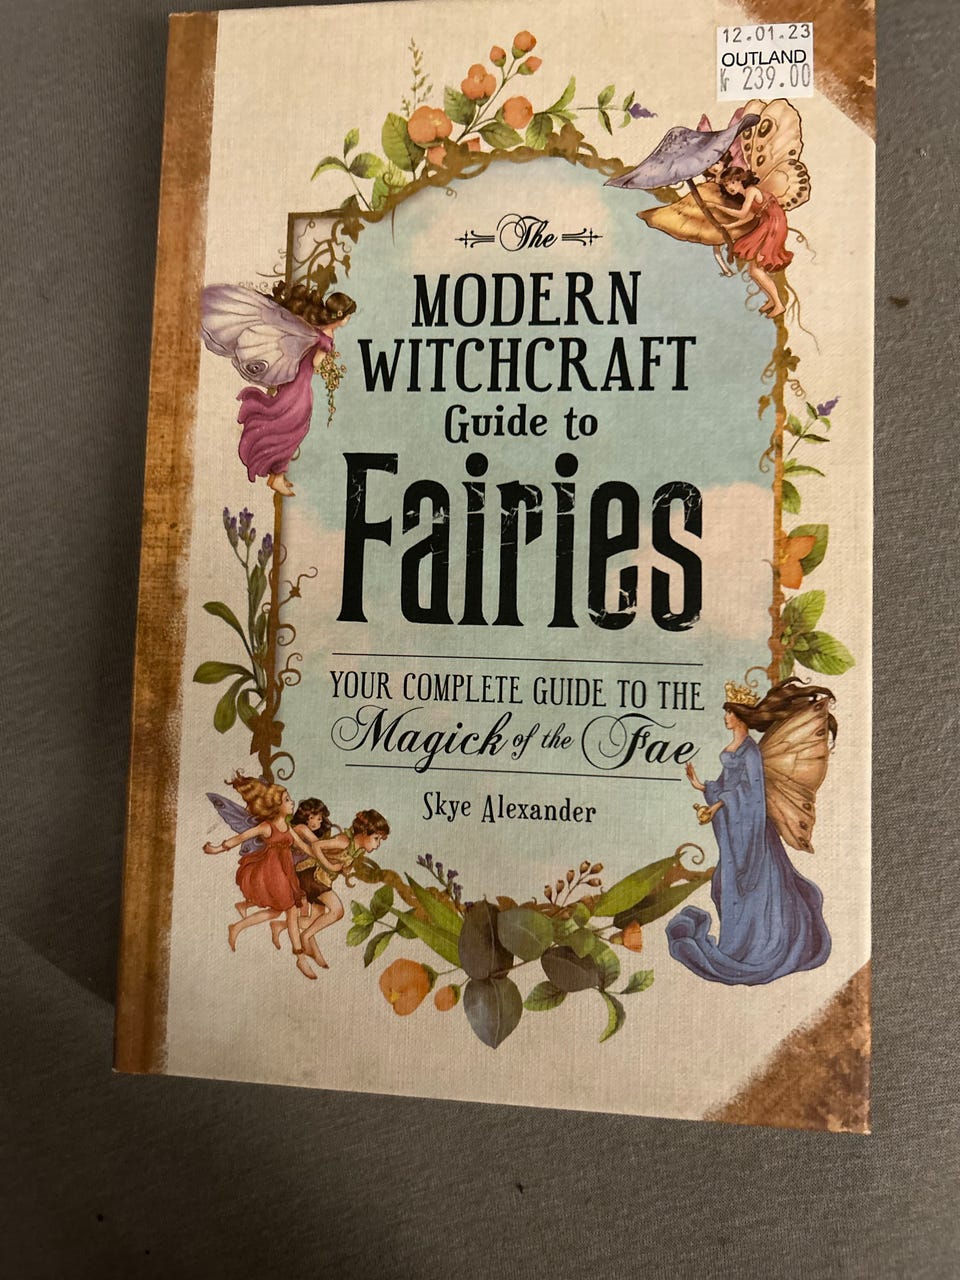 12.01.23
OUTLAND
Kr 239.00
The
MODERN
WITCHCRAFT
Guide to
Fairies
YOUR COMPLETE GUIDE TO THE
Magick of the Fae
Skye Alexander